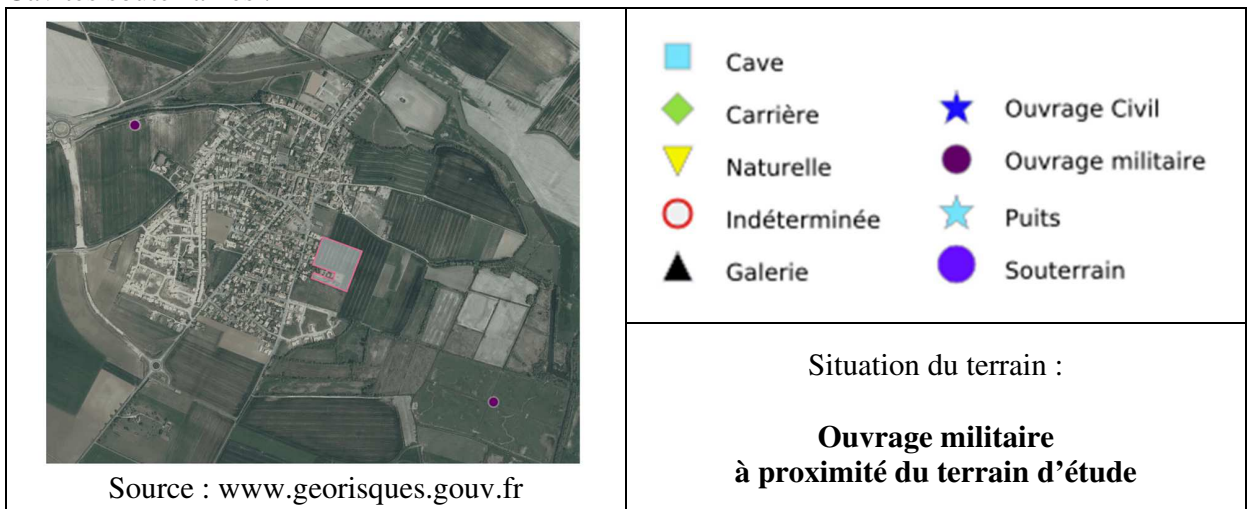 Cave
Carrière
Naturelle
Indéterminée
Galerie
Ouvrage Civil
Ouvrage militaire
Puits
Souterrain
Source : www.georisques.gouv.fr
Situation du terrain :
Ouvrage militaire
à proximité du terrain d’étude